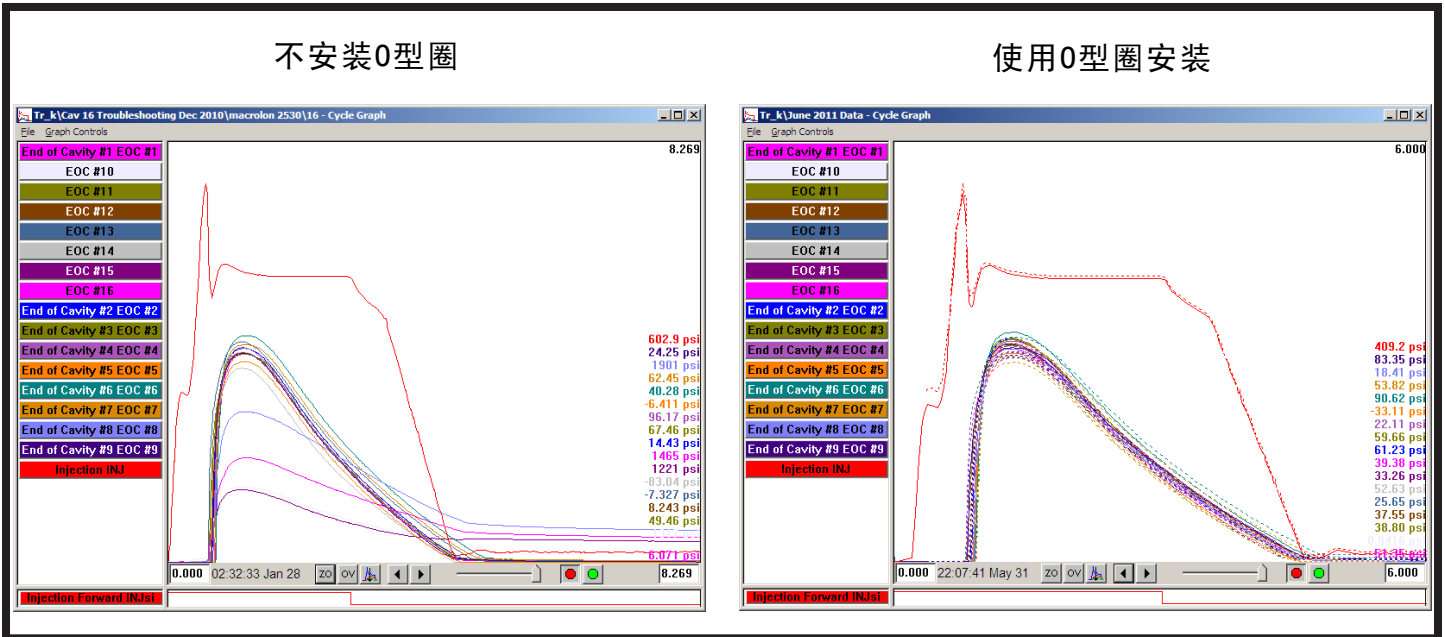 不安装0型圈
使用0型圈安装
Tr_k\Cav 16 Troubleshooting Dec 2010\macrolon 2530\16 - Cycle Graph
File Graph Controls
End of Cavity #1 EOC #1
EOC #10
EOC #11
EOC #12
EOC #13
EOC #14
EOC #15
EOC #16
End of Cavity #2 EOC #2
End of Cavity #3 EOC #3
End of Cavity #4 EOC #4
End of Cavity #5 EOC #5
End of Cavity #6 EOC #6
End of Cavity #7 EOC #7
End of Cavity #8 EOC #8
End of Cavity #9 EOC #9
Injection INJ
8.269
602.9 psi
24.25 psi
1901 psi
62.45 psi
40.28 psi
-6.411 psi
96.17 psi
67.46 psi
14.43 psi
1465 psi
1221 psi
-83.04 psi
-7.327 psi
8.243 psi
49.46 psi
6.071 psi
0.000 02:32:33 Jan 28 ZO OV 8.269
Injection Forward INJsi
Tr_k\June 2011 Data - Cycle Graph
File Graph Controls
End of Cavity #1 EOC #1
EOC #10
EOC #11
EOC #12
EOC #13
EOC #14
EOC #15
EOC #16
End of Cavity #2 EOC #2
End of Cavity #3 EOC #3
End of Cavity #4 EOC #4
End of Cavity #5 EOC #5
End of Cavity #6 EOC #6
End of Cavity #7 EOC #7
End of Cavity #8 EOC #8
End of Cavity #9 EOC #9
Injection INJ
6.000
409.2 psi
83.35 psi
18.41 psi
53.82 psi
90.62 psi
-33.11 psi
22.11 psi
59.66 psi
61.23 psi
39.38 psi
33.26 psi
52.63 psi
25.65 psi
37.55 psi
38.80 psi
0.9416 psi
51.35 psi
0.000 22:07:41 May 31 ZO OV 6.000
Injection Forward INJsi